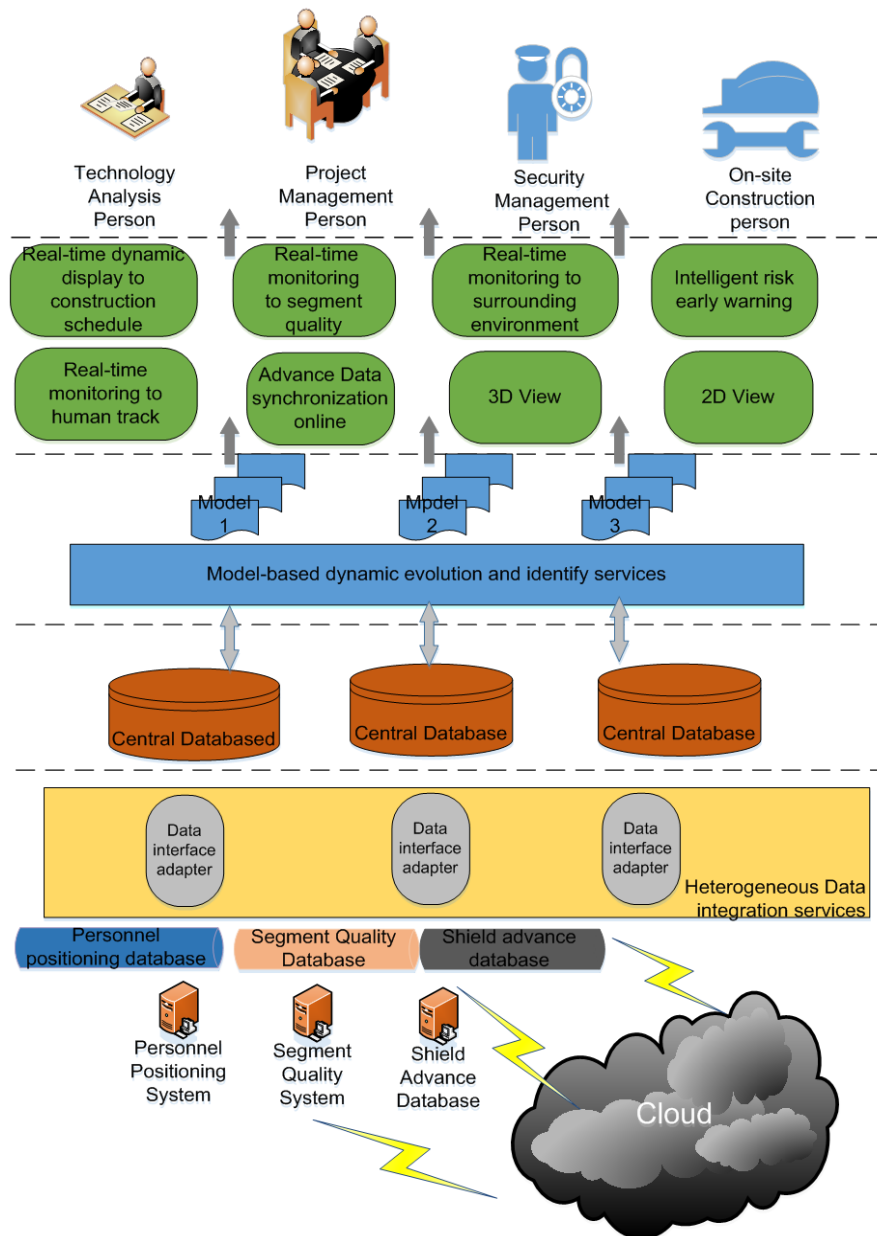 Technology
Analysis
Person
Project
Management
Person
Security
Management
Person
On-site
Construction
person
Real-time dynamic
display to
construction
schedule
Real-time
monitoring
to segment
quality
Real-time
monitoring to
surrounding
environment
Intelligent risk
early warning
Real-time
monitoring to
human track
Advance Data
synchronization
online
3D View
2D View
Model
1
Mpdel
2
Model
3
Model-based dynamic evolution and identify services
Central Databased
Central Database
Central Database
Data
interface
adapter
Data
interface
adapter
Data
interface
adapter
Heterogeneous Data
integration services
Personnel
positioning database
Segment Quality
Database
Shield advance
database
Personnel
Positioning
System
Segment
Quality
System
Shield
Advance
Database
Cloud